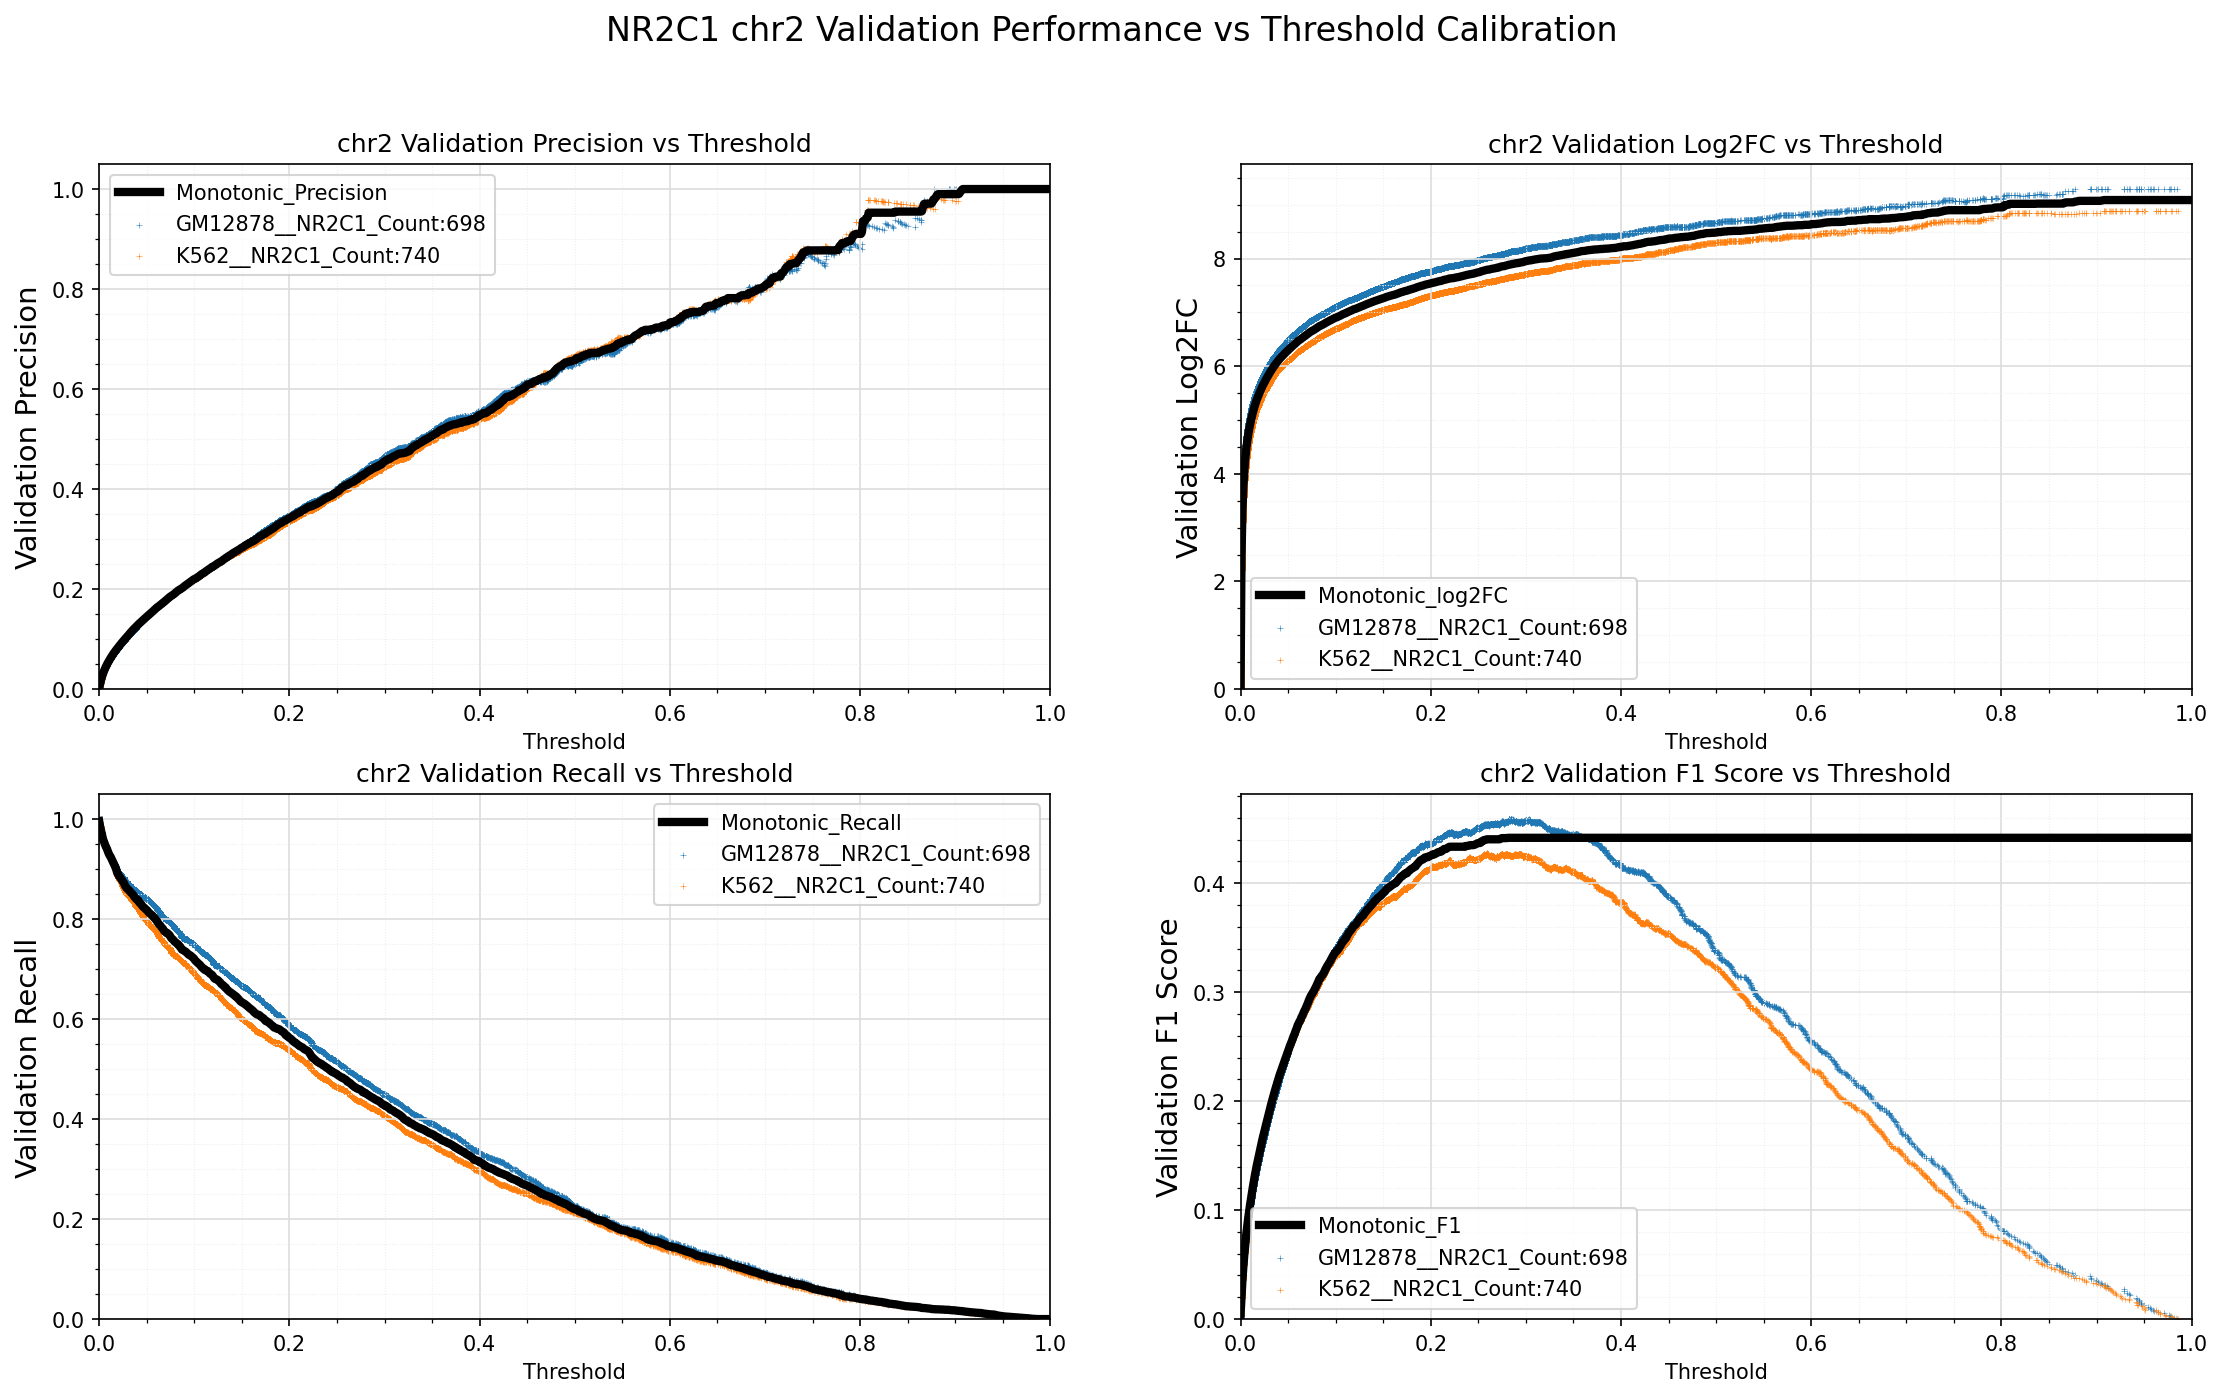 NR2C1 chr2 Validation Performance vs Threshold Calibration
chr2 Validation Precision vs Threshold
Validation Precision
1.0
0.8
0.6
0.4
0.2
0.0
Monotonic_Precision
GM12878__NR2C1_Count:698
K562__NR2C1_Count:740
0.0 0.2 0.4 0.6 0.8 1.0
Threshold
chr2 Validation Log2FC vs Threshold
Validation Log2FC
8
6
4
2
0
Monotonic_log2FC
GM12878__NR2C1_Count:698
K562__NR2C1_Count:740
0.0 0.2 0.4 0.6 0.8 1.0
Threshold
chr2 Validation Recall vs Threshold
Validation Recall
1.0
0.8
0.6
0.4
0.2
0.0
Monotonic_Recall
GM12878__NR2C1_Count:698
K562__NR2C1_Count:740
0.0 0.2 0.4 0.6 0.8 1.0
Threshold
chr2 Validation F1 Score vs Threshold
Validation F1 Score
0.4
0.3
0.2
0.1
0.0
Monotonic_F1
GM12878__NR2C1_Count:698
K562__NR2C1_Count:740
0.0 0.2 0.4 0.6 0.8 1.0
Threshold